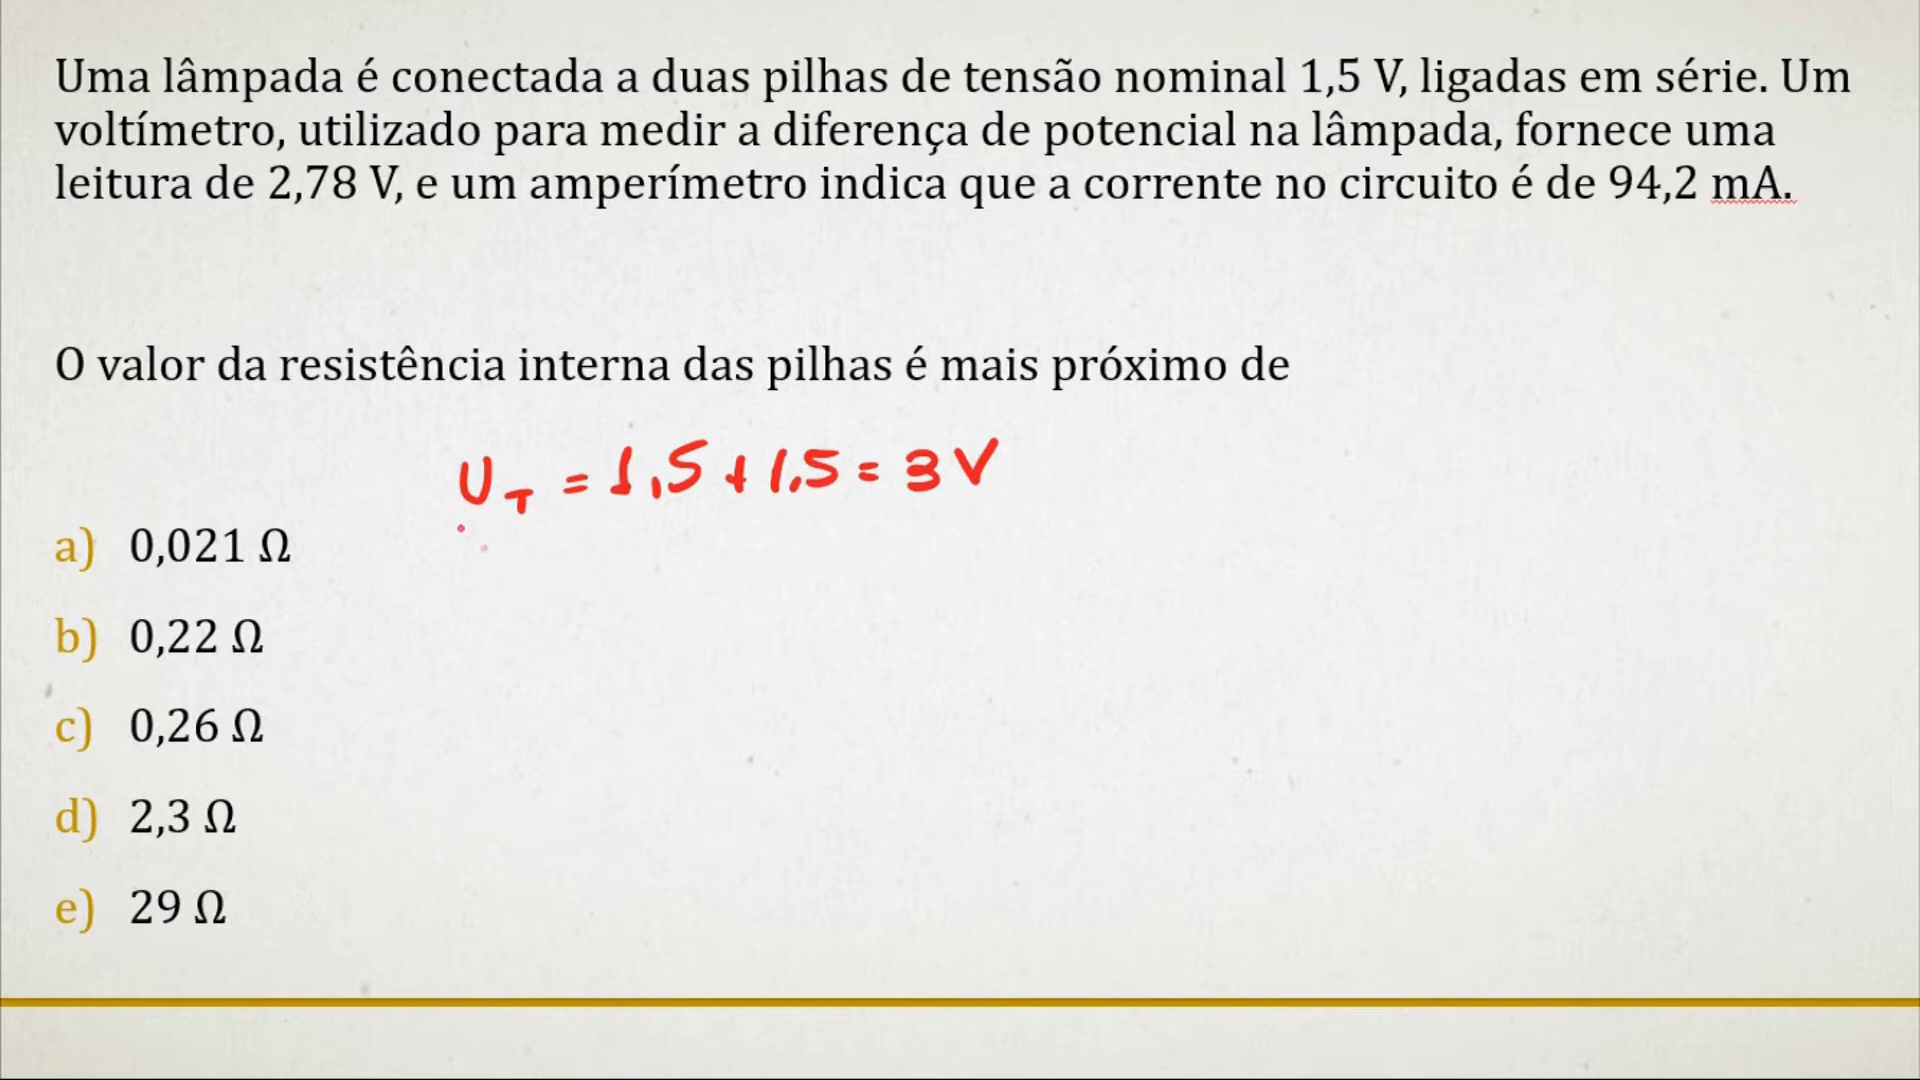 Uma lâmpada é conectada a duas pilhas de tensão nominal 1,5 V, ligadas em série. Um
voltímetro, utilizado para medir a diferença de potencial na lâmpada, fornece uma
leitura de 2,78 V, e um amperímetro indica que a corrente no circuito é de 94,2 mA.
O valor da resistência interna das pilhas é mais próximo de
U_T = 1,5 + 1,5 = 3 V
a) 0,021 Ω
b) 0,22 Ω
c) 0,26 Ω
d) 2,3 Ω
e) 29 Ω